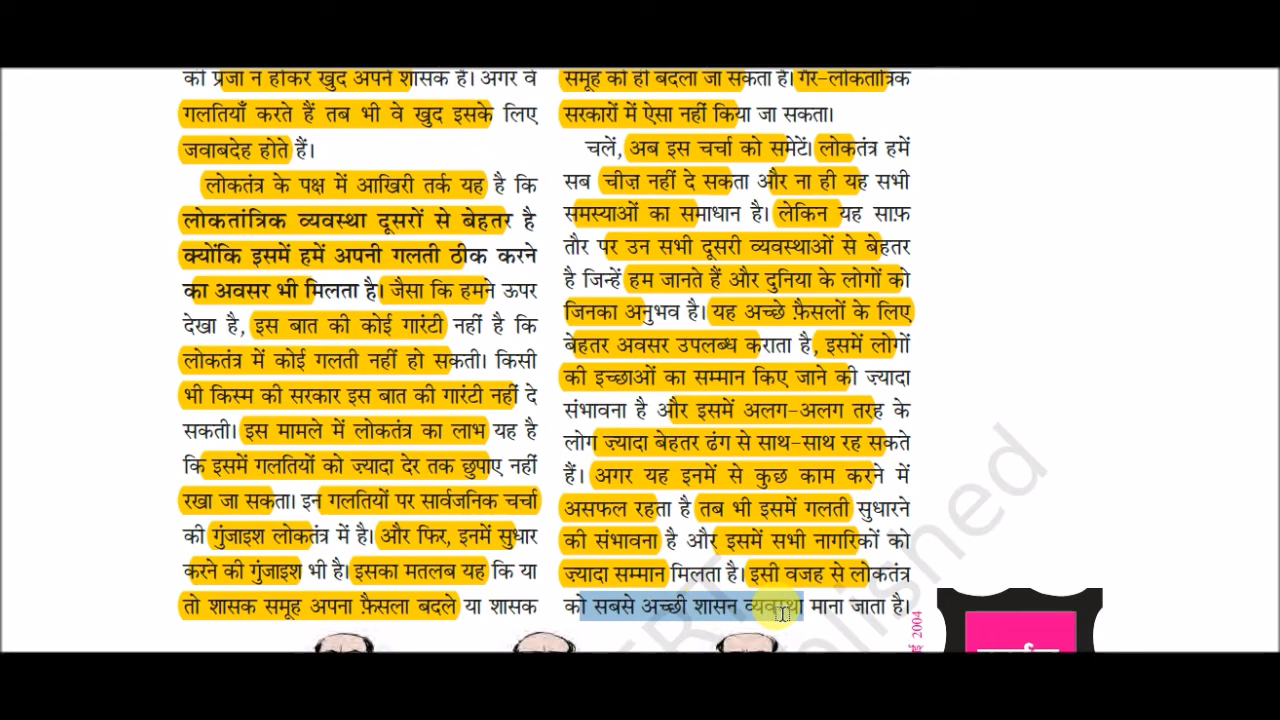 की प्रजा न होकर खुद अपने शासक हैं। अगर वे
गलतियाँ करते हैं तब भी वे खुद इसके लिए
जवाबदेह होते हैं।
लोकतंत्र के पक्ष में आखिरी तर्क यह है कि
लोकतांत्रिक व्यवस्था दूसरों से बेहतर है
क्योंकि इसमें हमें अपनी गलती ठीक करने
का अवसर भी मिलता है। जैसा कि हमने ऊपर
देखा है, इस बात की कोई गारंटी नहीं है कि
लोकतंत्र में कोई गलती नहीं हो सकती। किसी
भी किस्म की सरकार इस बात की गारंटी नहीं दे
सकती। इस मामले में लोकतंत्र का लाभ यह है
कि इसमें गलतियों को ज्यादा देर तक छुपाए नहीं
रखा जा सकता। इन गलतियों पर सार्वजनिक चर्चा
की गुंजाइश लोकतंत्र में है। और फिर, इनमें सुधार
करने की गुंजाइश भी है। इसका मतलब यह कि या
तो शासक समूह अपना फ़ैसला बदले या शासक
समूह को ही बदला जा सकता है। गैर-लोकतांत्रिक
सरकारों में ऐसा नहीं किया जा सकता।
चलें, अब इस चर्चा को समेटें। लोकतंत्र हमें
सब चीज़ नहीं दे सकता और ना ही यह सभी
समस्याओं का समाधान है। लेकिन यह साफ़
तौर पर उन सभी दूसरी व्यवस्थाओं से बेहतर
है जिन्हें हम जानते हैं और दुनिया के लोगों को
जिनका अनुभव है। यह अच्छे फ़ैसलों के लिए
बेहतर अवसर उपलब्ध कराता है, इसमें लोगों
की इच्छाओं का सम्मान किए जाने की ज़्यादा
संभावना है और इसमें अलग-अलग तरह के
लोग ज़्यादा बेहतर ढंग से साथ-साथ रह सकते
हैं। अगर यह इनमें से कुछ काम करने में
असफल रहता है तब भी इसमें गलती सुधारने
की संभावना है और इसमें सभी नागरिकों को
ज़्यादा सम्मान मिलता है। इसी वजह से लोकतंत्र
को सबसे अच्छी शासन व्यवस्था माना जाता है।
2004